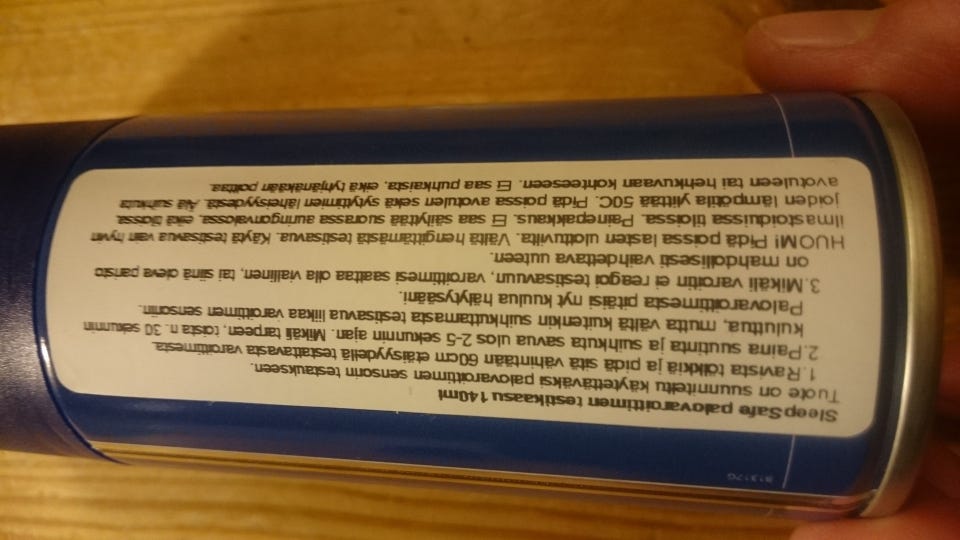 SleepSafe palovaroittimen testikaasu 140ml
Tuote on suunniteltu käytettäväksi palovaroittimen sensorin testaukseen.
1.Ravista tölkkiä ja pidä sitä vähintään 60cm etäisyydellä testattavasta varoittimesta.
2.Paina suutinta ja suihkuta savua ulos 2-5 sekunnin ajan. Mikäli tarpeen, toista n. 30 sekunnin
kuluttua, mutta vältä kuitenkin suihkuttamasta testisavua liikaa varoittimen sensoriin.
Palovaroittimesta pitäisi nyt kuulua hälytysääni.
3.Mikäli varoitin ei reagoi testisavuun, varoittimesi saattaa olla viallinen, tai siinä oleva paristo
on mahdollisesti vaihdettava uuteen.
HUOM! Pidä poissa lasten ulottuvilta. Vältä hengittämästä testisavua. Käytä testisavua vain hyvin
ilmastoiduissa tiloissa. Painepakkaus. Ei saa säilyttää suorassa auringonvalossa, eikä tiloissa,
joiden lämpötila ylittää 50C. Pidä poissa avotulen sekä sytyttimien läheisyydestä. Älä suihkuta
avotuleen tai hehkuvaan kohteeseen. Ei saa puhkaista, eikä tyhjänäkään polttaa.
81317G